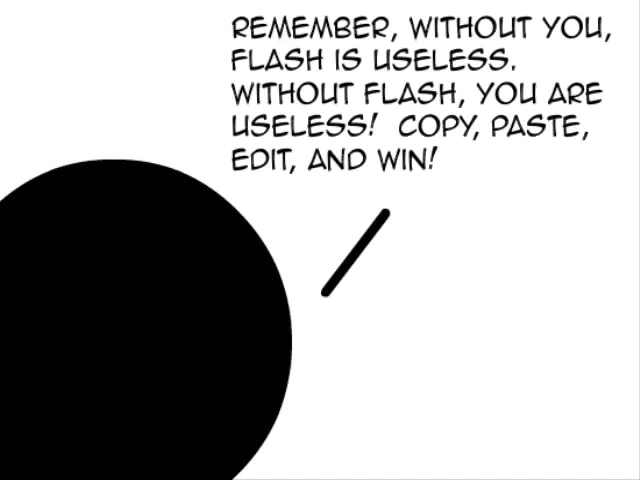 REMEMBER, WITHOUT YOU,
FLASH IS USELESS.
WITHOUT FLASH, YOU ARE
USELESS! COPY, PASTE,
EDIT, AND WIN!